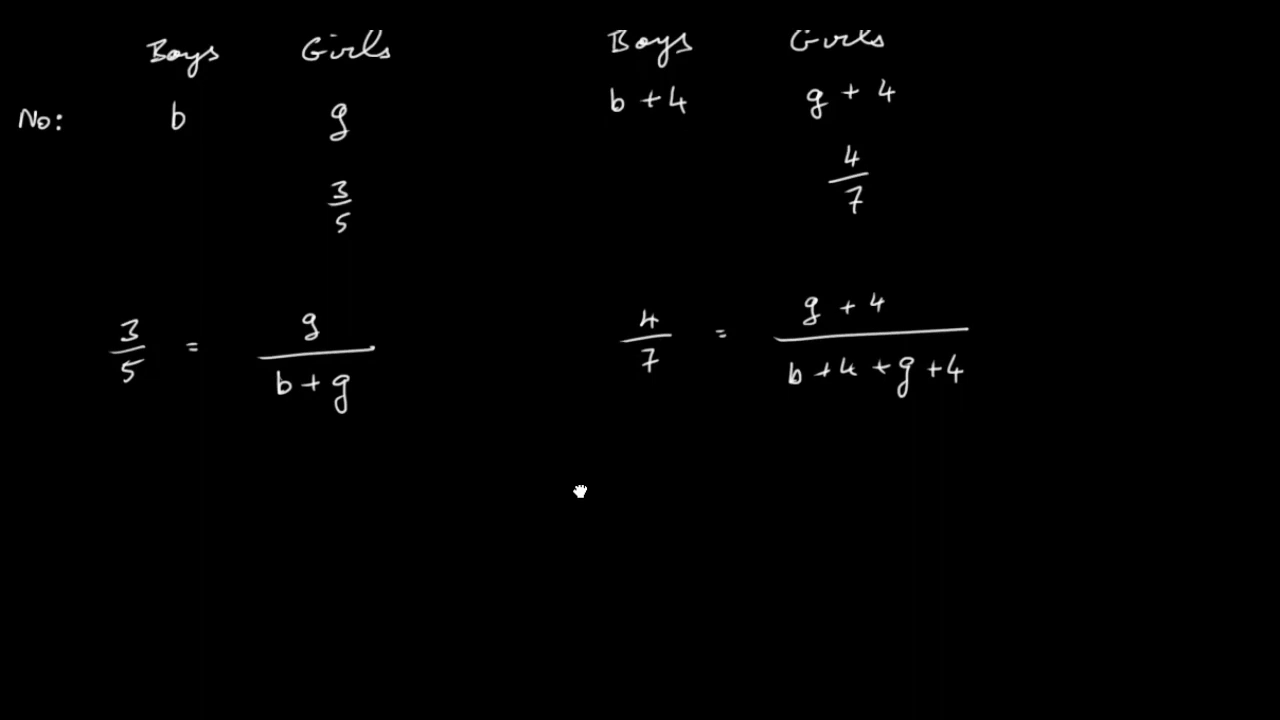 Boys Girls Boys Girls
No: b g b + 4 g + 4
3/5 4/7
3/5 = g/(b + g) 4/7 = (g + 4)/(b + 4 + g + 4)